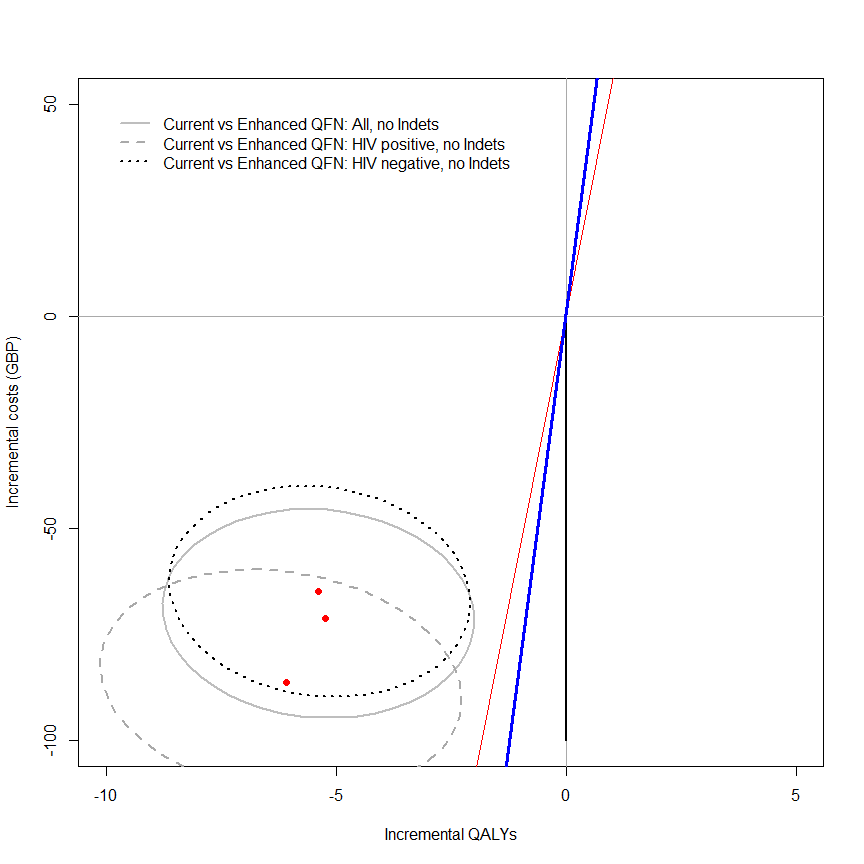 Current vs Enhanced QFN: All, no Indets
Current vs Enhanced QFN: HIV positive, no Indets
Current vs Enhanced QFN: HIV negative, no Indets
50
0
-50
-100
Incremental costs (GBP)
-10
-5
0
5
Incremental QALYs